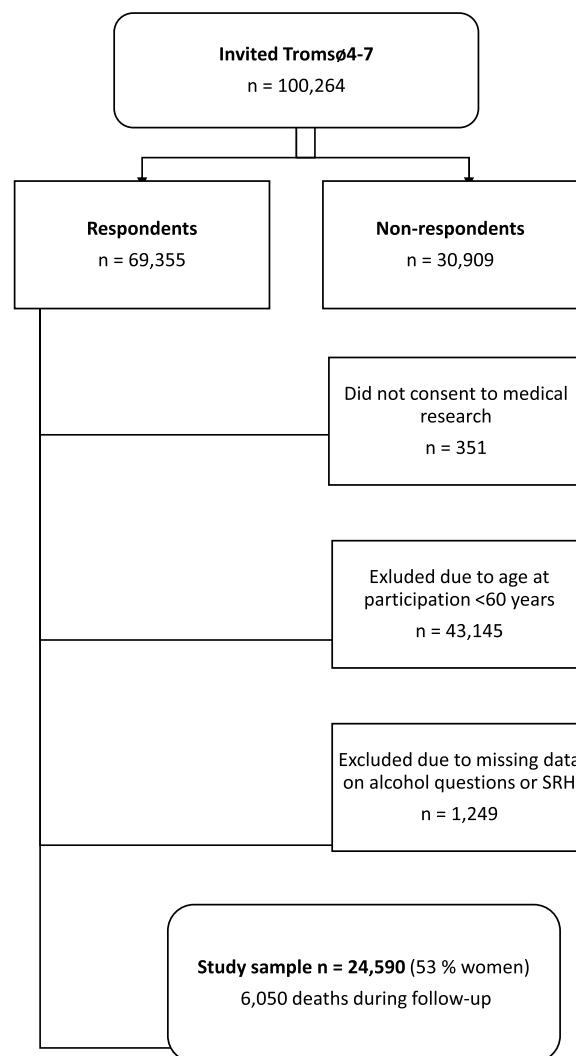 Invited Tromsø4-7
n = 100,264
Respondents
n = 69,355
Non-respondents
n = 30,909
Did not consent to medical
research
n = 351
Exluded due to age at
participation <60 years
n = 43,145
Excluded due to missing data
on alcohol questions or SRH
n = 1,249
Study sample n = 24,590 (53 % women)
6,050 deaths during follow-up